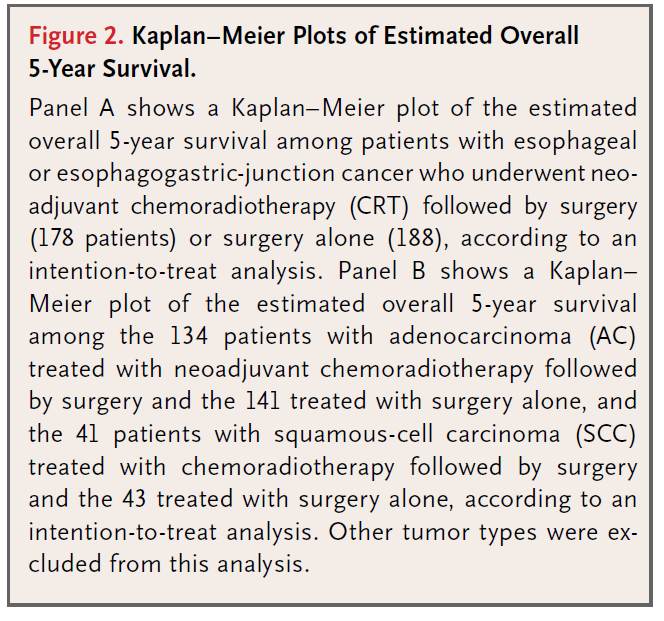 Figure 2. Kaplan–Meier Plots of Estimated Overall
5-Year Survival.
Panel A shows a Kaplan–Meier plot of the estimated
overall 5-year survival among patients with esophageal
or esophagogastric-junction cancer who underwent neo-
adjuvant chemoradiotherapy (CRT) followed by surgery
(178 patients) or surgery alone (188), according to an
intention-to-treat analysis. Panel B shows a Kaplan–
Meier plot of the estimated overall 5-year survival
among the 134 patients with adenocarcinoma (AC)
treated with neoadjuvant chemoradiotherapy followed
by surgery and the 141 treated with surgery alone, and
the 41 patients with squamous-cell carcinoma (SCC)
treated with chemoradiotherapy followed by surgery
and the 43 treated with surgery alone, according to an
intention-to-treat analysis. Other tumor types were ex-
cluded from this analysis.